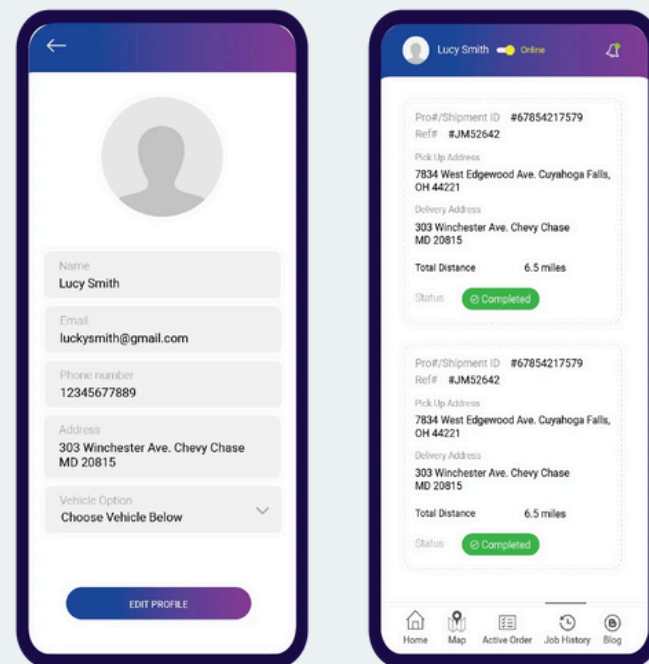 Name
Lucy Smith
Email
luckysmith@gmail.com
Phone number
12345677889
Address
303 Winchester Ave. Chevy Chase
MD 20815
Vehicle Option
Choose Vehicle Below
EDIT PROFILE
Lucy Smith Online
Pro#/Shipment ID #67854217579
Ref# #JM52642
Pick Up Address
7834 West Edgewood Ave. Cuyahoga Falls,
OH 44221
Delivery Address
303 Winchester Ave. Chevy Chase
MD 20815
Total Distance 6.5 miles
Status Completed
Pro#/Shipment ID #67854217579
Ref# #JM52642
Pick Up Address
7834 West Edgewood Ave. Cuyahoga Falls,
OH 44221
Delivery Address
303 Winchester Ave. Chevy Chase
MD 20815
Total Distance 6.5 miles
Status Completed
Home Map Active Order Job History Blog